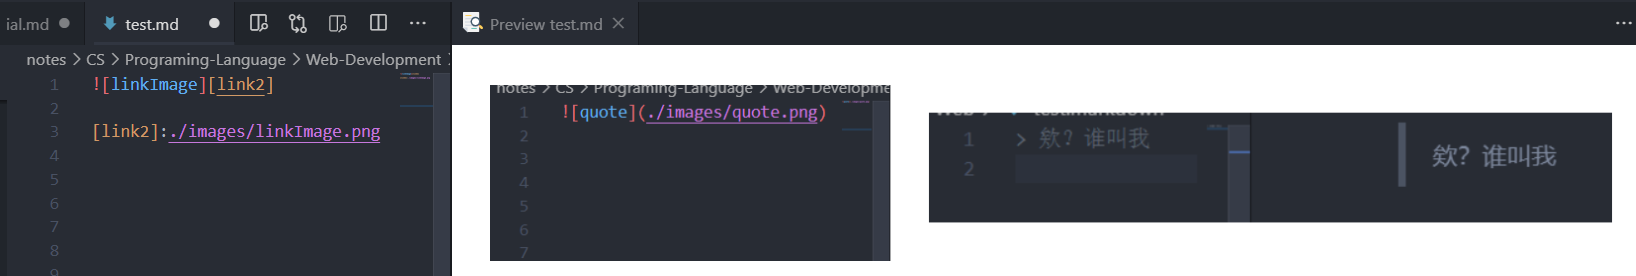 ial.md
test.md
Preview test.md
notes > CS > Programing-Language > Web-Development
1 ![linkImage][link2]
2
3 [link2]:./images/linkImage.png
4
5
6
7
8
9
notes > CS > Programing-Language > Web-Developme
1 ![quote](./images/quote.png)
2
3
4
5
6
7
1 > 欸？谁叫我
2
欸？谁叫我